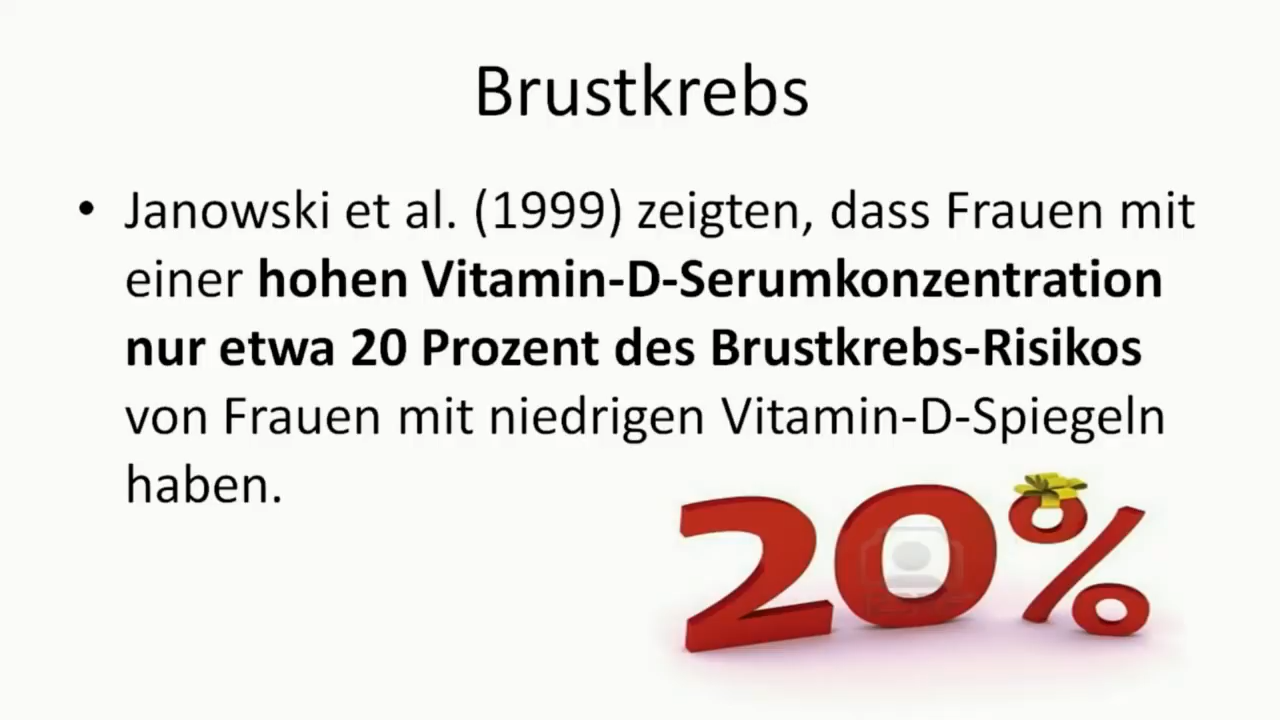 Brustkrebs
• Janowski et al. (1999) zeigten, dass Frauen mit
einer hohen Vitamin-D-Serumkonzentration
nur etwa 20 Prozent des Brustkrebs-Risikos
von Frauen mit niedrigen Vitamin-D-Spiegeln
haben.
20%